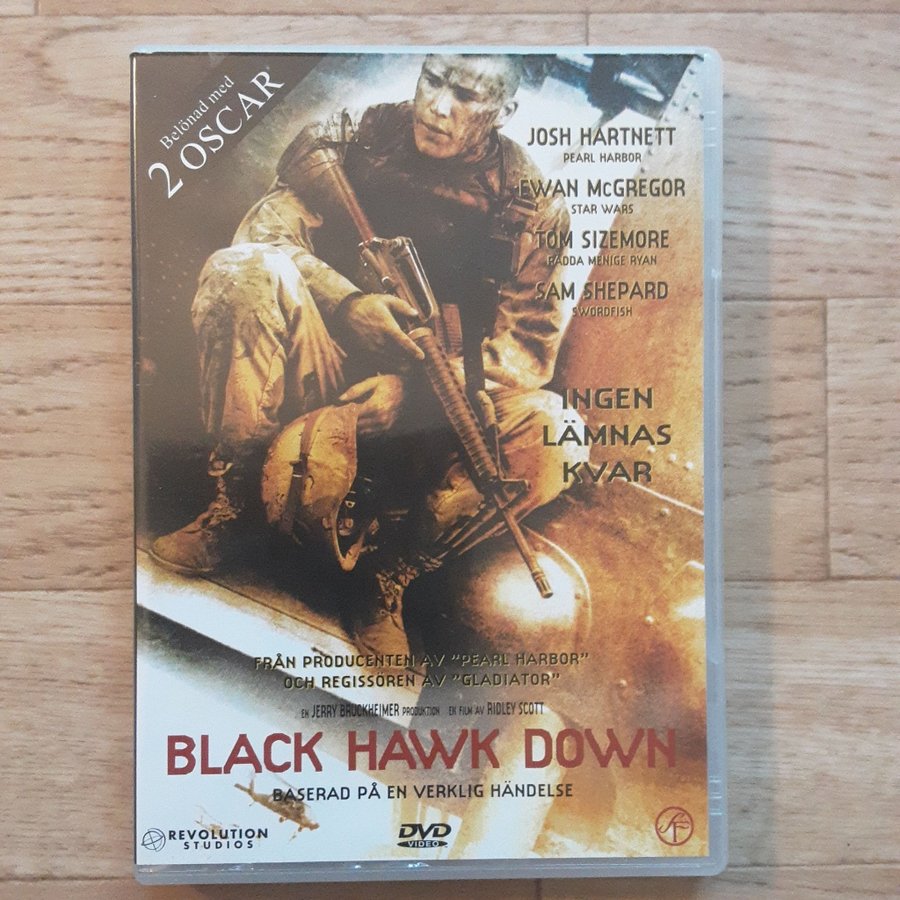 Belönad med
2 OSCAR
JOSH HARTNETT
PEARL HARBOR
EWAN McGREGOR
STAR WARS
TOM SIZEMORE
RÄDDA MENIGE RYAN
SAM SHEPARD
SWORDFISH
INGEN
LÄMNAS
KVAR
FRÅN PRODUCENTEN AV "PEARL HARBOR"
OCH REGISSÖREN AV "GLADIATOR"
EN JERRY BRUCKHEIMER PRODUKTION EN FILM AV RIDLEY SCOTT
BLACK HAWK DOWN
BASERAD PÅ EN VERKLIG HÄNDELSE
REVOLUTION
STUDIOS
DVD
VIDEO
SF